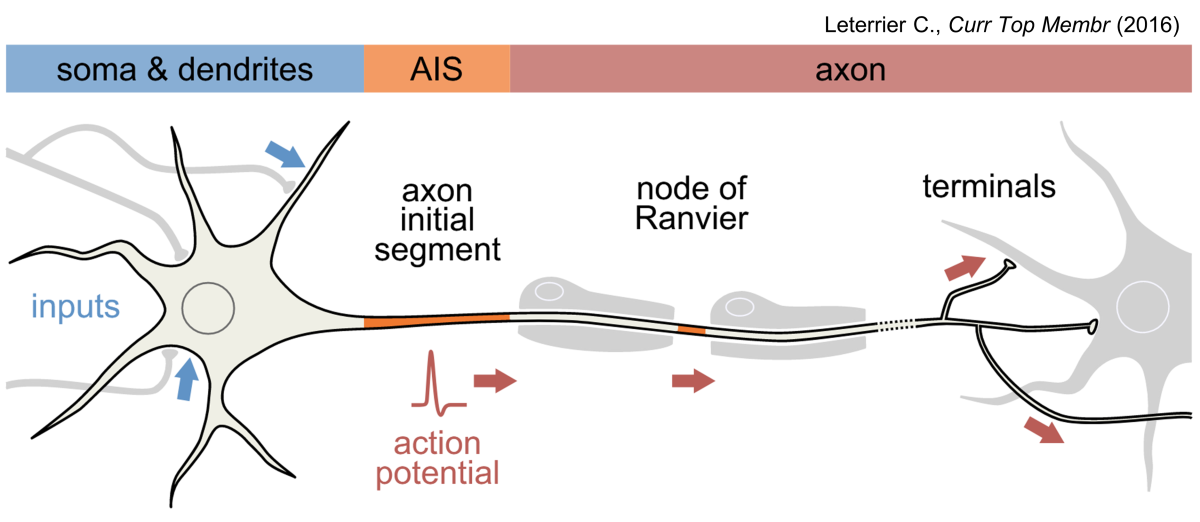 Leterrier C., Curr Top Membr (2016)
soma & dendrites
AIS
axon
axon
initial
segment
node of
Ranvier
terminals
inputs
action
potential